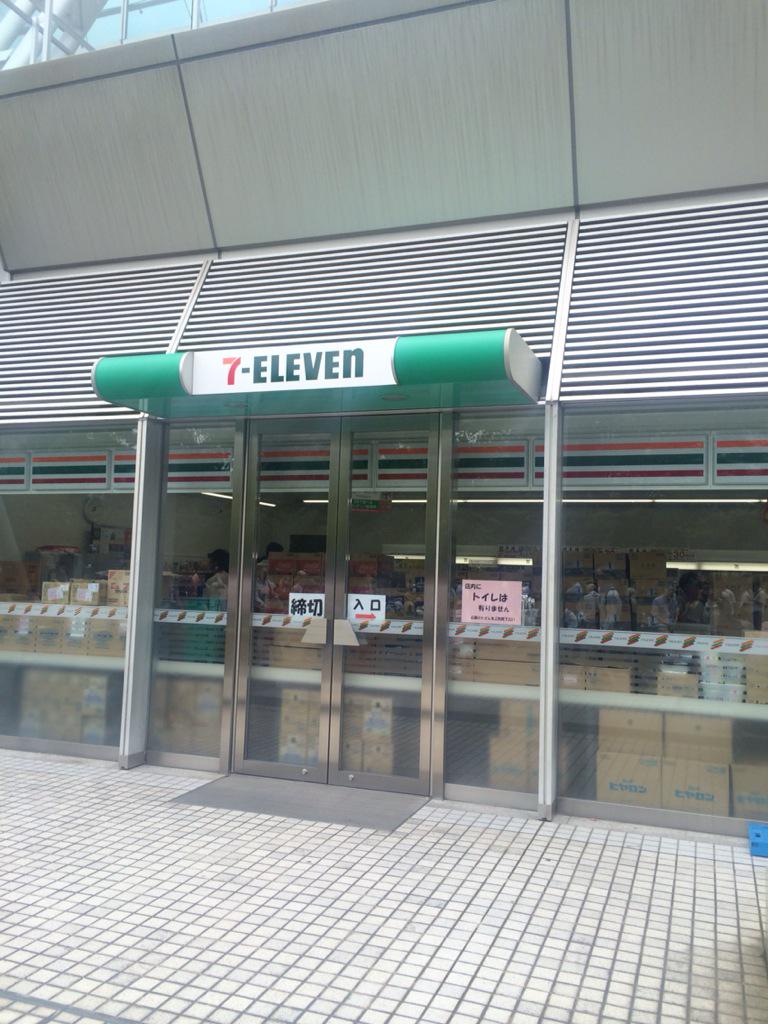 7-ELEVEn
締切
入口
店内に
トイレは
有りません
ヒヤロン
ヒヤロン